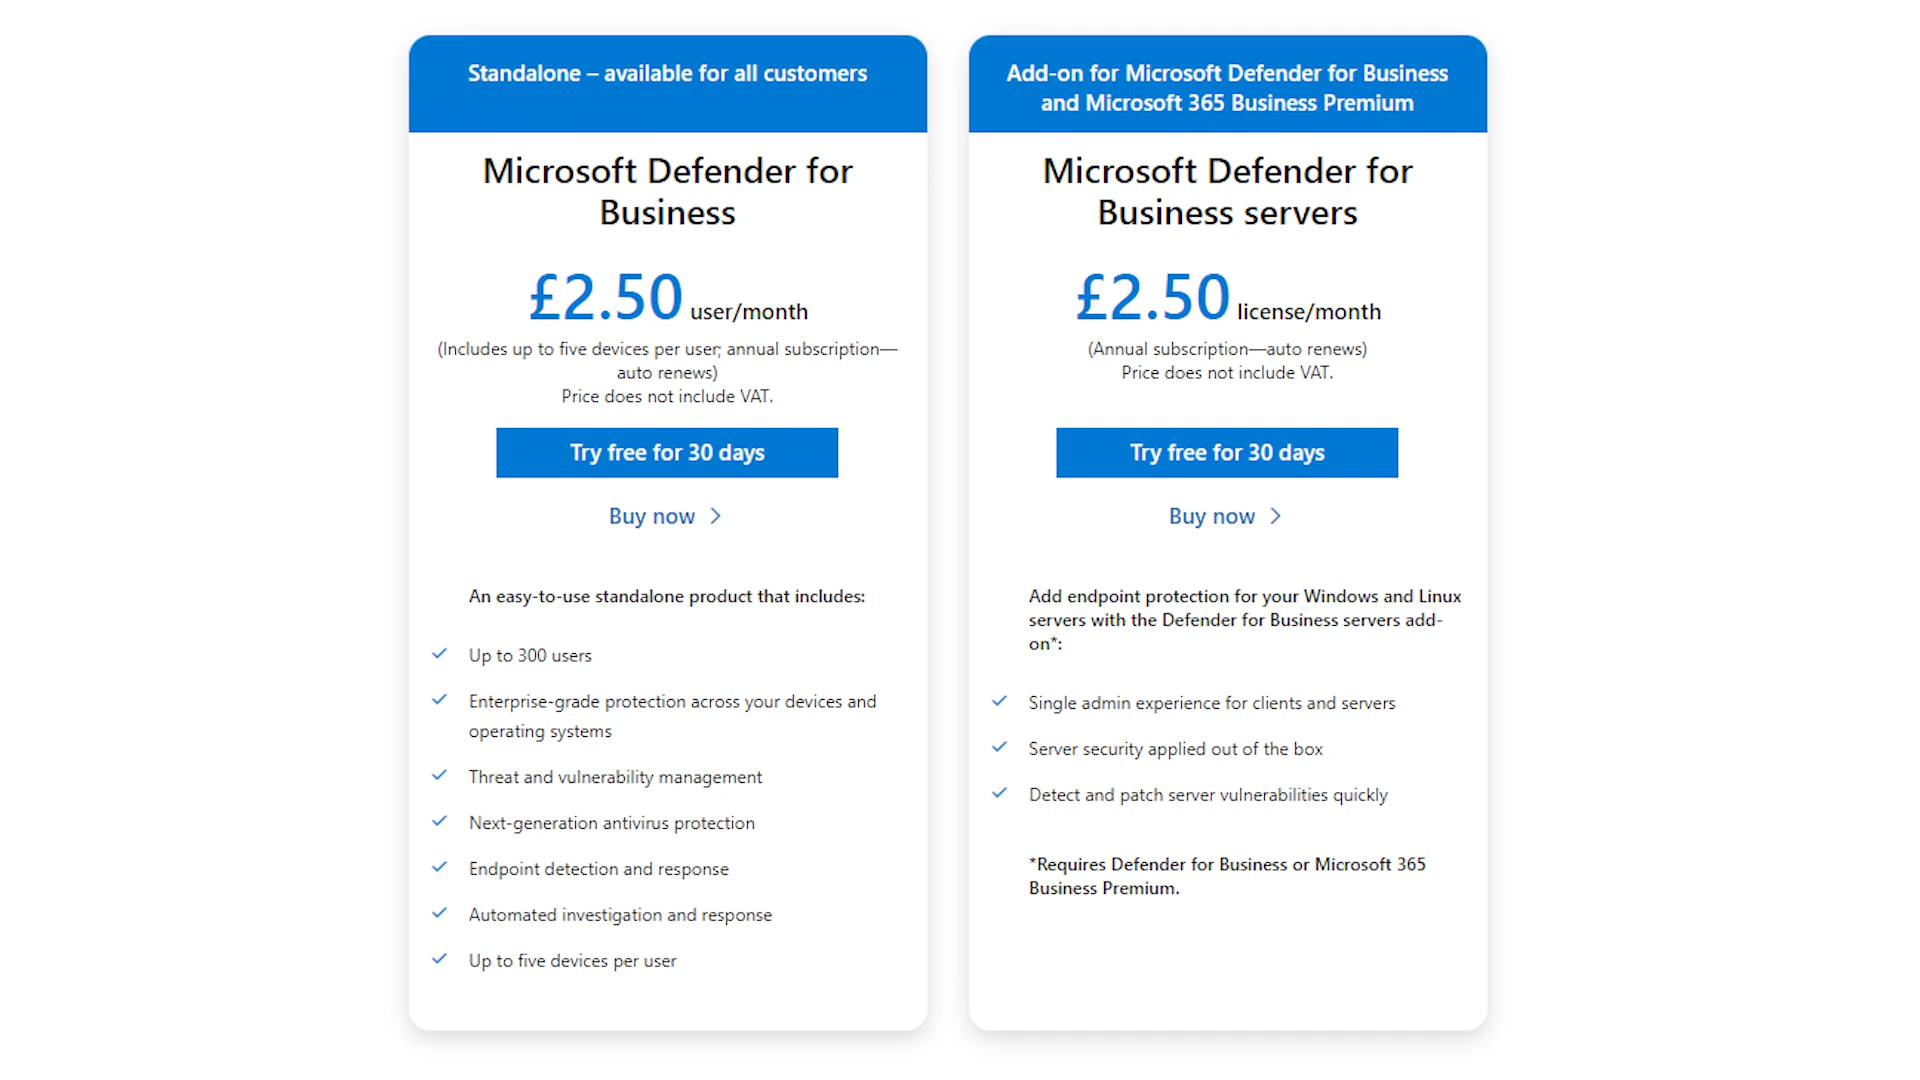 Standalone – available for all customers
Microsoft Defender for
Business
£2.50 user/month
(Includes up to five devices per user; annual subscription—
auto renews)
Price does not include VAT.
Try free for 30 days
Buy now
An easy-to-use standalone product that includes:
Up to 300 users
Enterprise-grade protection across your devices and
operating systems
Threat and vulnerability management
Next-generation antivirus protection
Endpoint detection and response
Automated investigation and response
Up to five devices per user
Add-on for Microsoft Defender for Business
and Microsoft 365 Business Premium
Microsoft Defender for
Business servers
£2.50 license/month
(Annual subscription—auto renews)
Price does not include VAT.
Try free for 30 days
Buy now
Add endpoint protection for your Windows and Linux
servers with the Defender for Business servers add-
on*:
Single admin experience for clients and servers
Server security applied out of the box
Detect and patch server vulnerabilities quickly
*Requires Defender for Business or Microsoft 365
Business Premium.